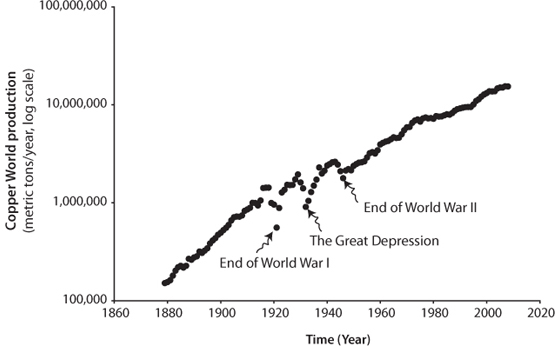 100,000,000
10,000,000
1,000,000
100,000
Copper World production
(metric tons/year, log scale)
End of World War II
The Great Depression
End of World War I
1860 1880 1900 1920 1940 1960 1980 2000 2020
Time (Year)